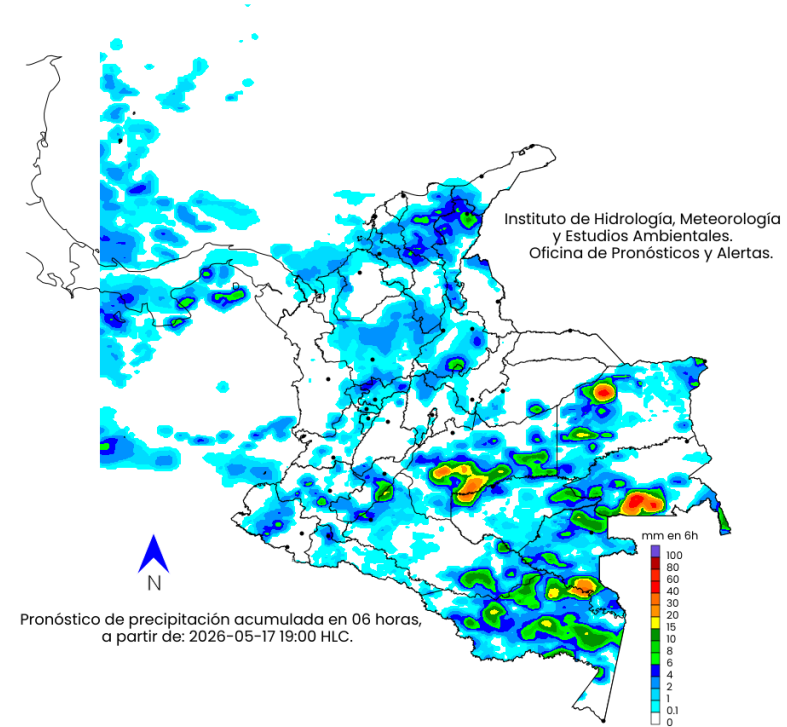 Instituto de Hidrología, Meteorología
y Estudios Ambientales.
Oficina de Pronósticos y Alertas.
mm en 6h
100
80
60
40
30
20
15
10
8
6
4
2
1
0.1
0
N
Pronóstico de precipitación acumulada en 06 horas,
a partir de: 2026-05-17 19:00 HLC.